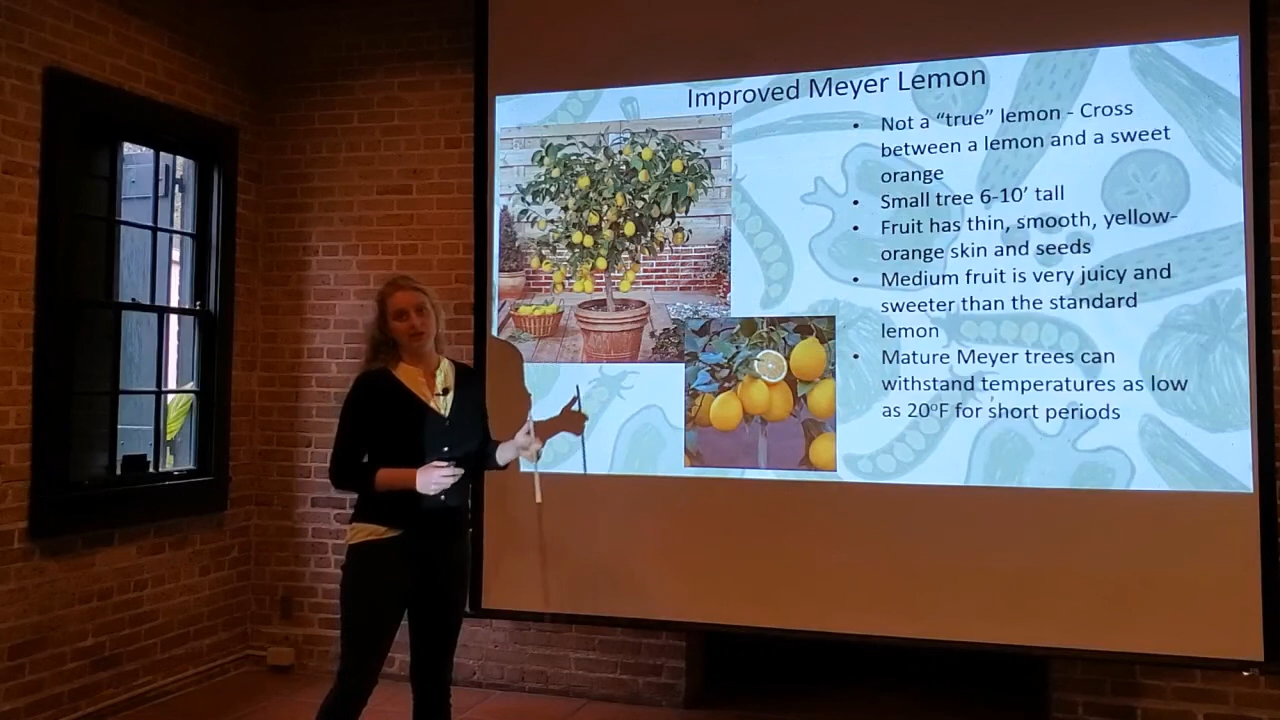 Improved Meyer Lemon
• Not a “true” lemon - Cross
between a lemon and a sweet
orange
• Small tree 6-10’ tall
• Fruit has thin, smooth, yellow-
orange skin and seeds
• Medium fruit is very juicy and
sweeter than the standard
lemon
• Mature Meyer trees can
withstand temperatures as low
as 20°F for short periods